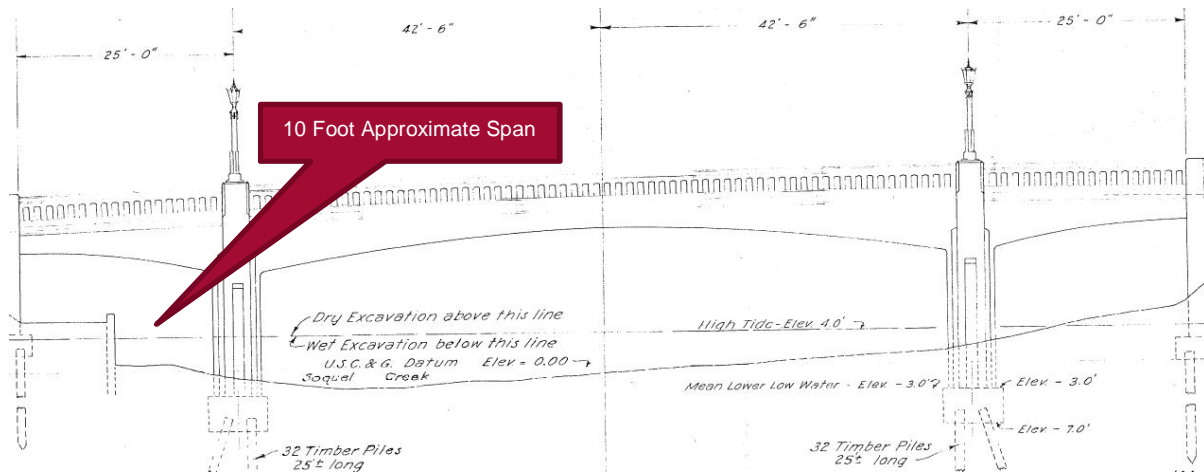 25'-0"
42'-6"
42'-6"
25'-0"
10 Foot Approximate Span
Dry Excavation above this line
Wet Excavation below this line
U.S.C. & G. Datum Elev = 0.00
Soquel Creek
High Tide - Elev. 4.0'
Mean Lower Low Water - Elev. - 3.0'
Elev. - 3.0'
Elev - 7.0'
32 Timber Piles
25'± long
32 Timber Piles
25'± long